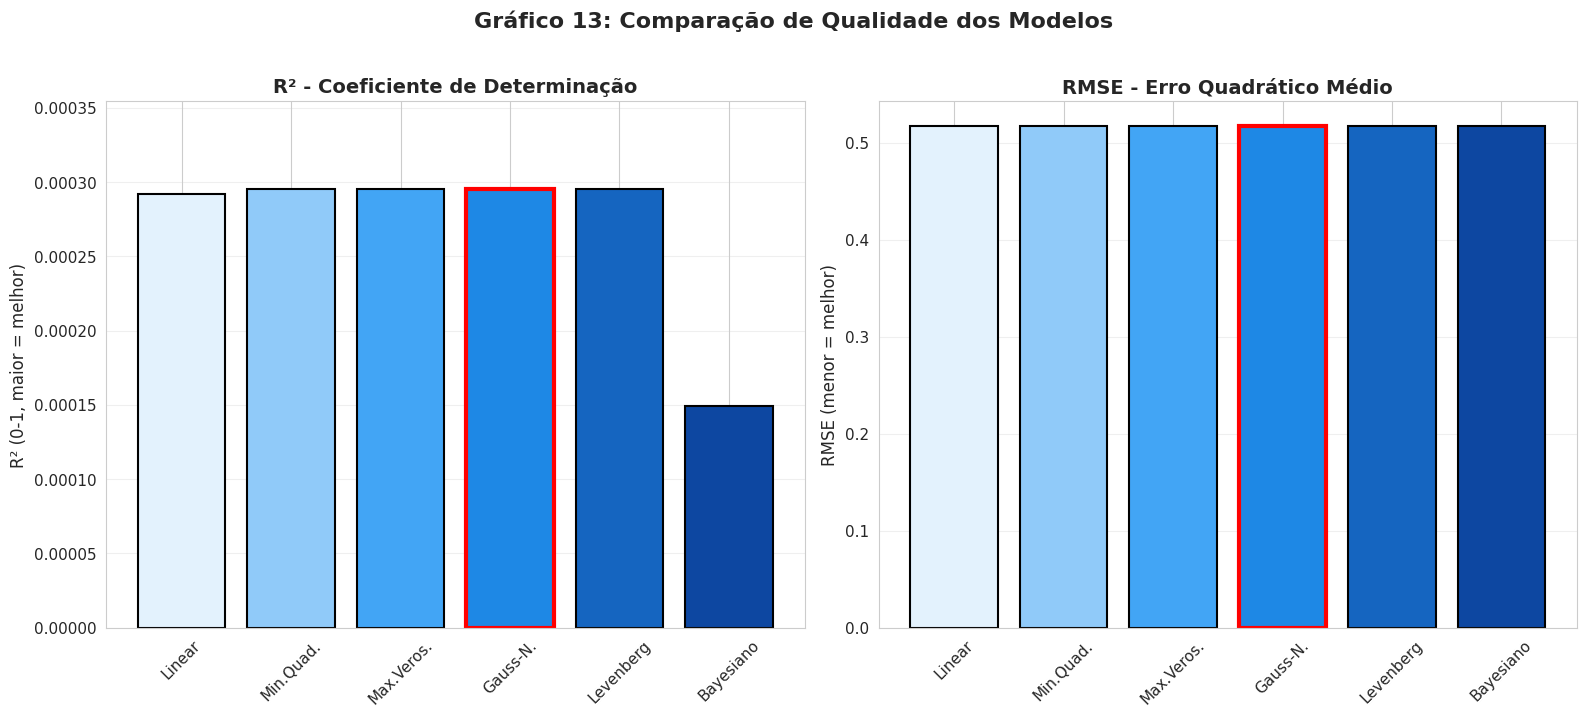 Gráfico 13: Comparação de Qualidade dos Modelos
R² - Coeficiente de Determinação
R² (0-1, maior = melhor)
0.00035
0.00030
0.00025
0.00020
0.00015
0.00010
0.00005
0.00000
Linear
Min.Quad.
Max.Veros.
Gauss-N.
Levenberg
Bayesiano
RMSE - Erro Quadrático Médio
RMSE (menor = melhor)
0.5
0.4
0.3
0.2
0.1
0.0
Linear
Min.Quad.
Max.Veros.
Gauss-N.
Levenberg
Bayesiano